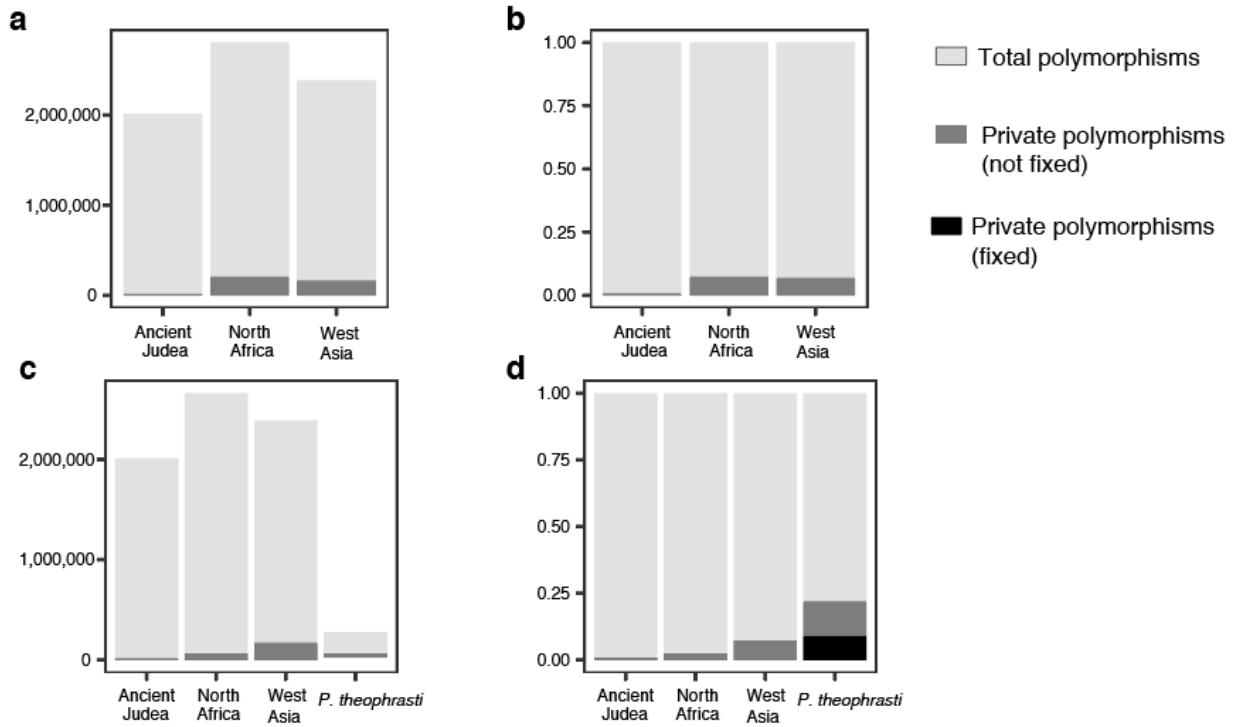 a
2,000,000
1,000,000
0
Ancient
Judea
North
Africa
West
Asia
b
1.00
0.75
0.50
0.25
0.00
Ancient
Judea
North
Africa
West
Asia
Total polymorphisms
Private polymorphisms
(not fixed)
Private polymorphisms
(fixed)
c
2,000,000
1,000,000
0
Ancient
Judea
North
Africa
West
Asia
P. theophrasti
d
1.00
0.75
0.50
0.25
0.00
Ancient
Judea
North
Africa
West
Asia
P. theophrasti